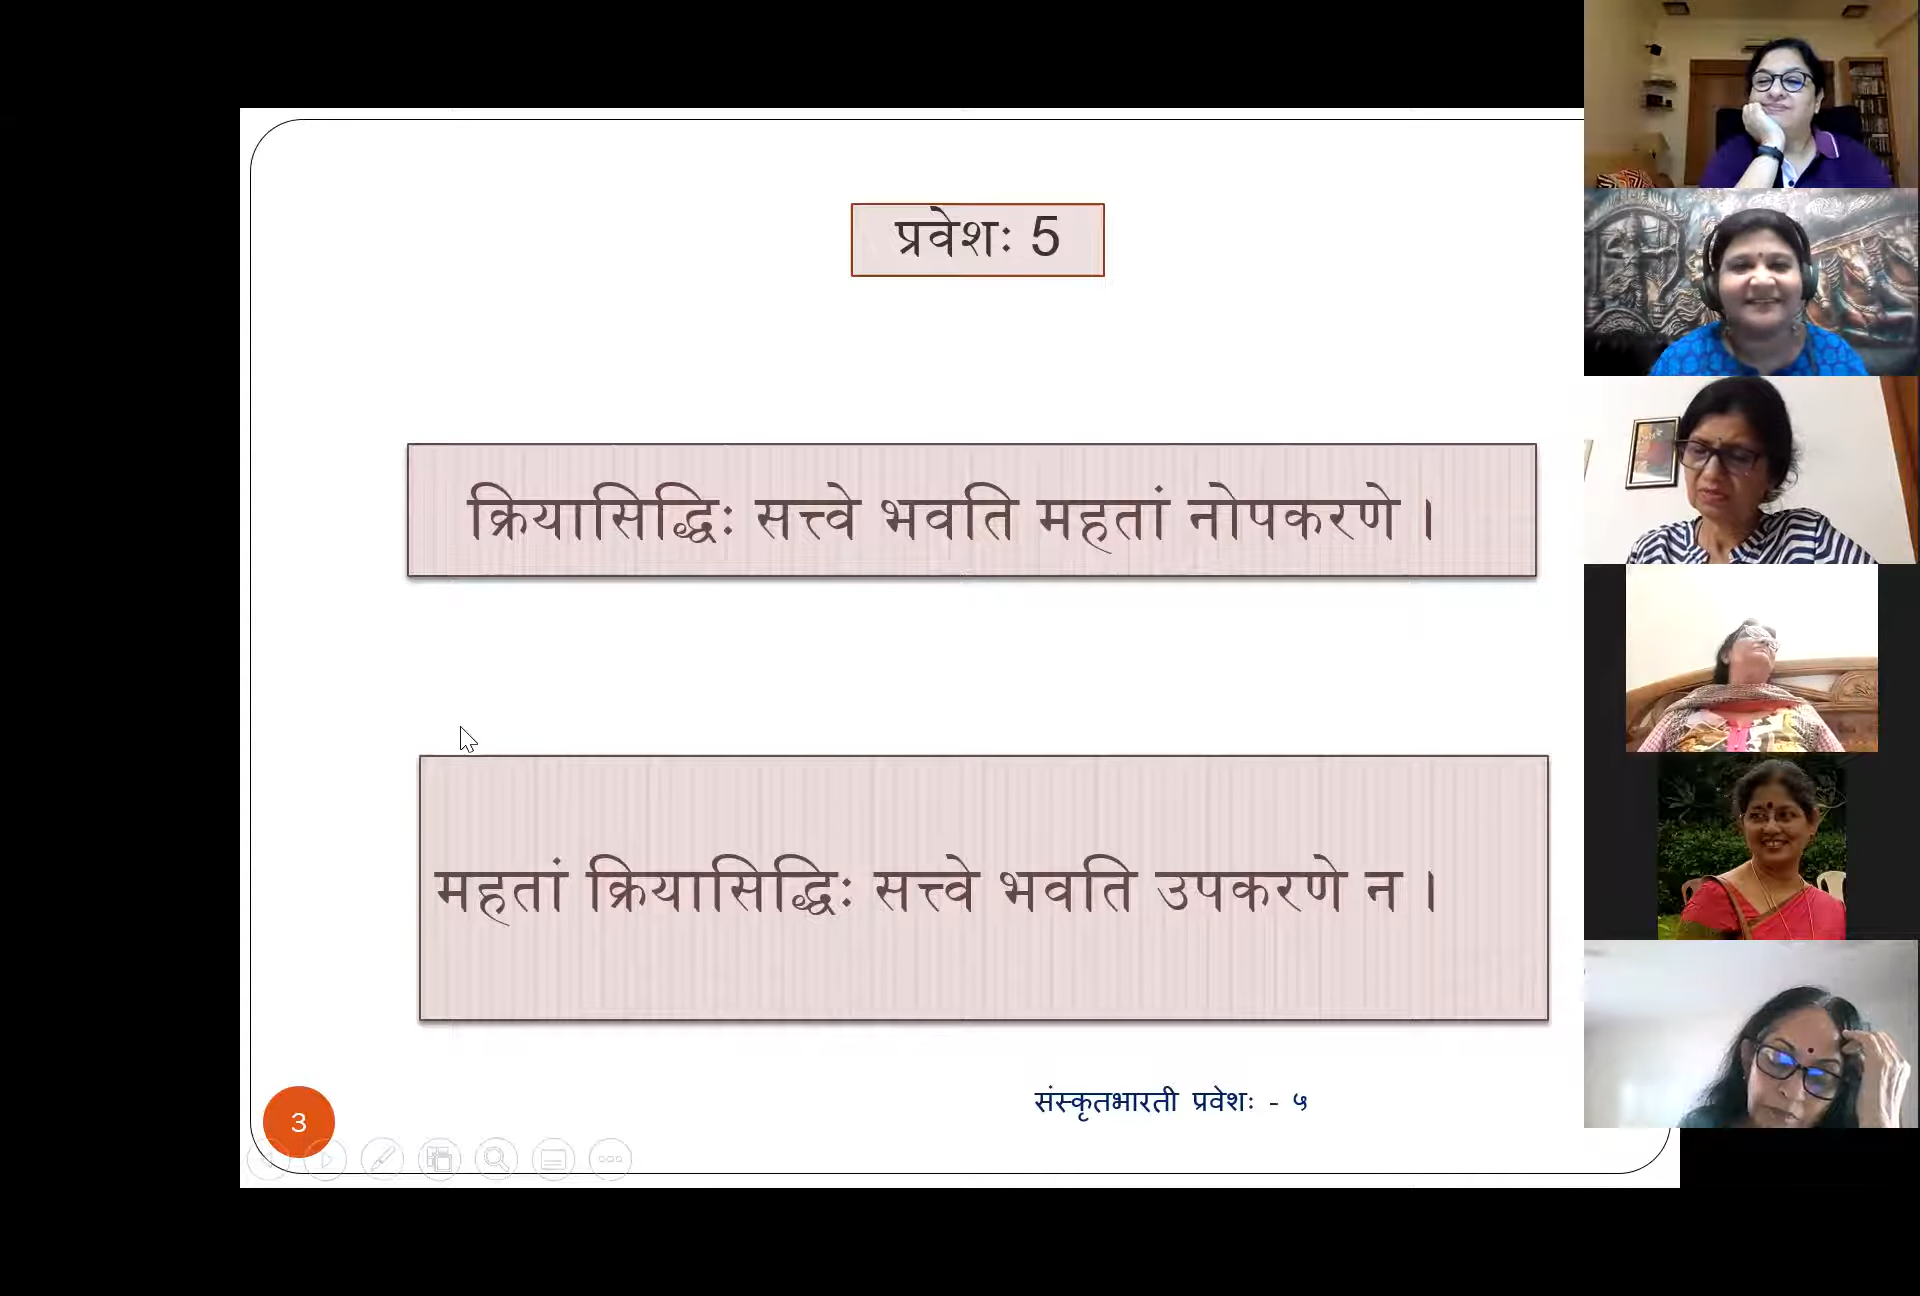 प्रवेशः 5
क्रियासिद्धिः सत्त्वे भवति महतां नोपकरणे ।
महतां क्रियासिद्धिः सत्त्वे भवति उपकरणे न ।
संस्कृतभारती प्रवेशः - ५
3